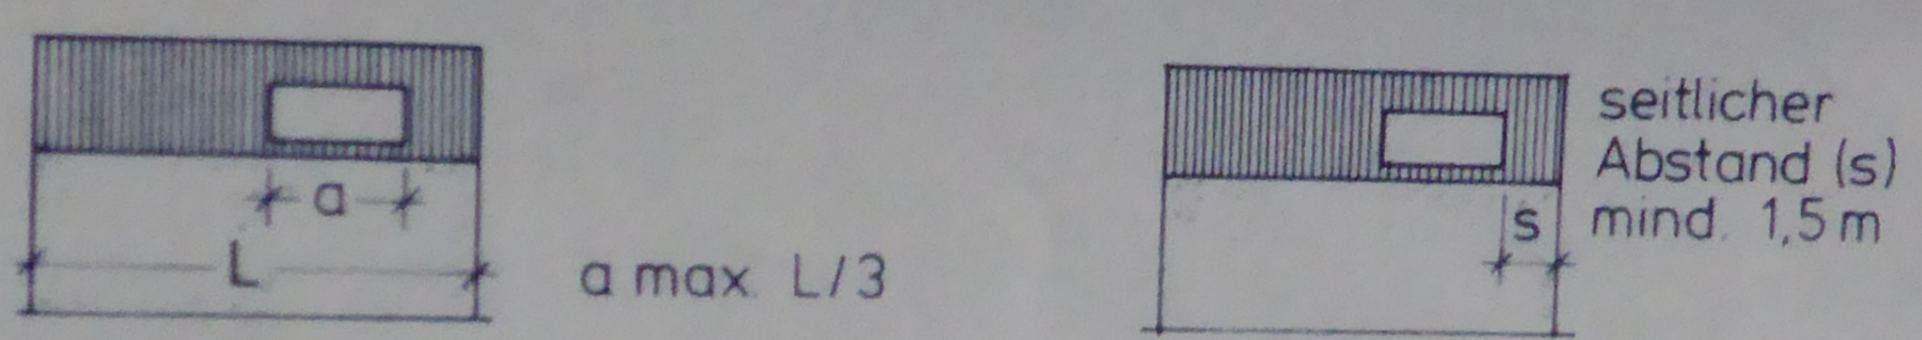 a
L
a max. L/3
seitlicher
Abstand (s)
mind. 1,5 m
s